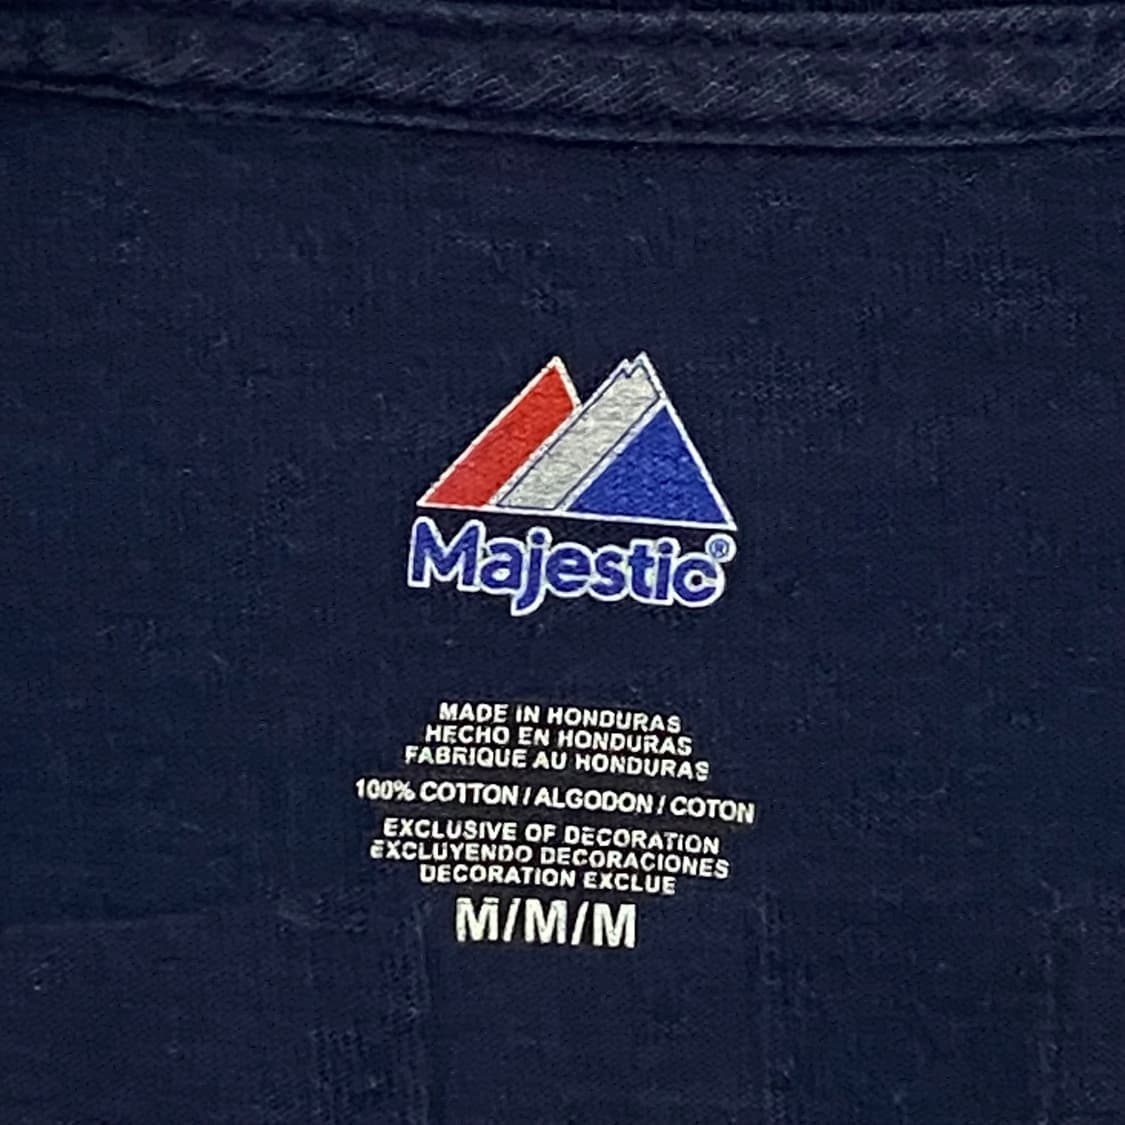 Majestic®
MADE IN HONDURAS
HECHO EN HONDURAS
FABRIQUE AU HONDURAS
100% COTTON / ALGODON / COTON
EXCLUSIVE OF DECORATION
EXCLUYENDO DECORACIONES
DECORATION EXCLUE
M/M/M